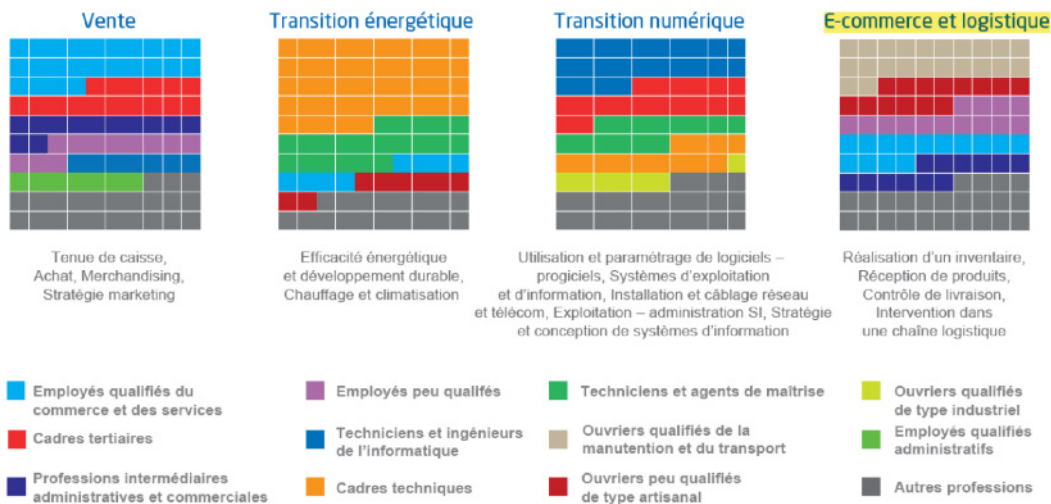 Vente
Transition énergétique
Transition numérique
E-commerce et logistique
Tenue de caisse,
Achat, Merchandising,
Stratégie marketing
Efficacité énergétique
et développement durable,
Chauffage et climatisation
Utilisation et paramétrage de logiciels –
progiciels, Systèmes d'exploitation
et d'information, Installation et câblage réseau
et télécom, Exploitation – administration SI, Stratégie
et conception de systèmes d'information
Réalisation d'un inventaire,
Réception de produits,
Contrôle de livraison,
Intervention dans
une chaîne logistique
Employés qualifiés du
commerce et des services
Cadres tertiaires
Professions intermédiaires
administratives et commerciales
Employés peu qualifés
Techniciens et ingénieurs
de l'informatique
Cadres techniques
Techniciens et agents de maîtrise
Ouvriers qualifiés de la
manutention et du transport
Ouvriers peu qualifiés
de type artisanal
Ouvriers qualifiés
de type industriel
Employés qualifiés
administratifs
Autres professions